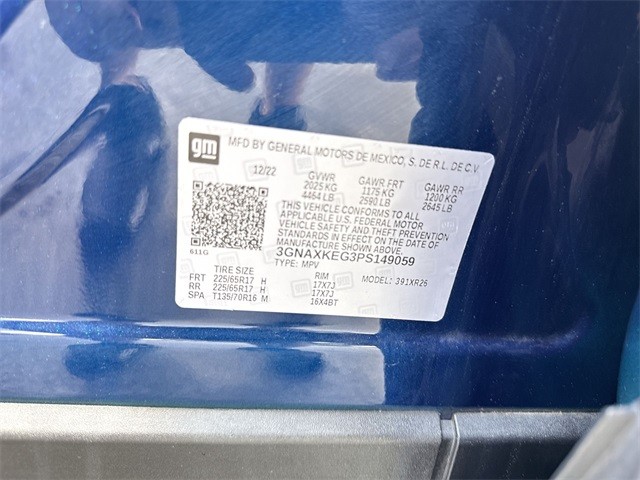 gm MFD BY GENERAL MOTORS DE MEXICO, S. DE R.L. DE C.V.
12/22 GVWR GAWR FRT GAWR RR
2025 KG 1175 KG 1200 KG
4464 LB 2590 LB 2645 LB
THIS VEHICLE CONFORMS TO ALL
APPLICABLE U.S. FEDERAL MOTOR
VEHICLE SAFETY AND THEFT PREVENTION
STANDARDS IN EFFECT ON THE DATE OF
MANUFACTURE SHOWN ABOVE.
611G 3GNAXKEG3PS149059
TYPE: MPV MODEL: 391XR26
TIRE SIZE RIM
FRT 225/65R17 H 17X7J
RR 225/65R17 H 17X7J
SPA T135/70R16 M 16X4BT